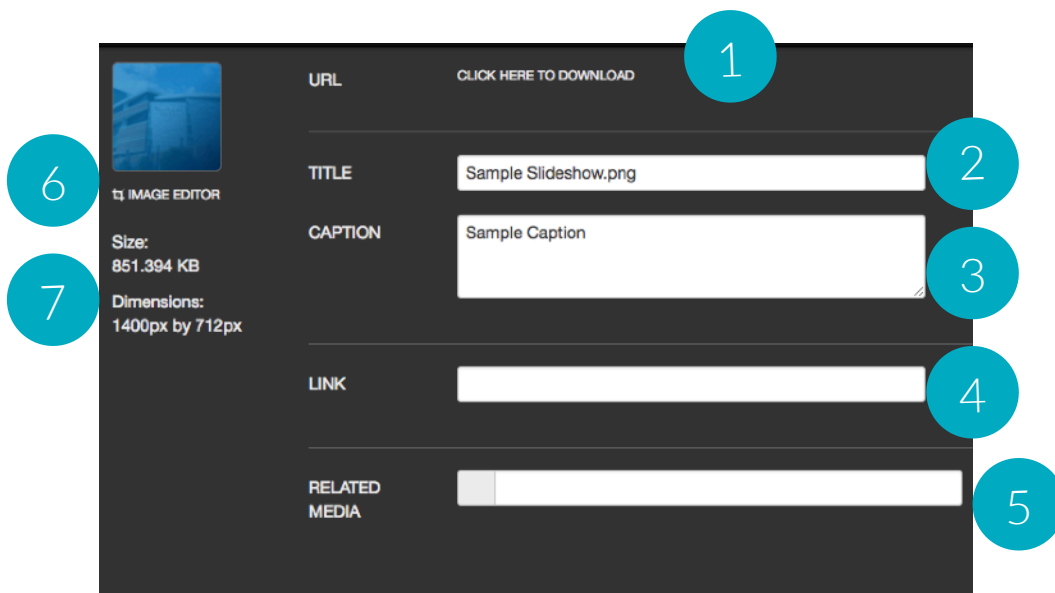 1
URL
CLICK HERE TO DOWNLOAD
2
TITLE
Sample Slideshow.png
6
IMAGE EDITOR
CAPTION
Sample Caption
3
Size:
851.394 KB
7
Dimensions:
1400px by 712px
LINK
4
RELATED
MEDIA
5